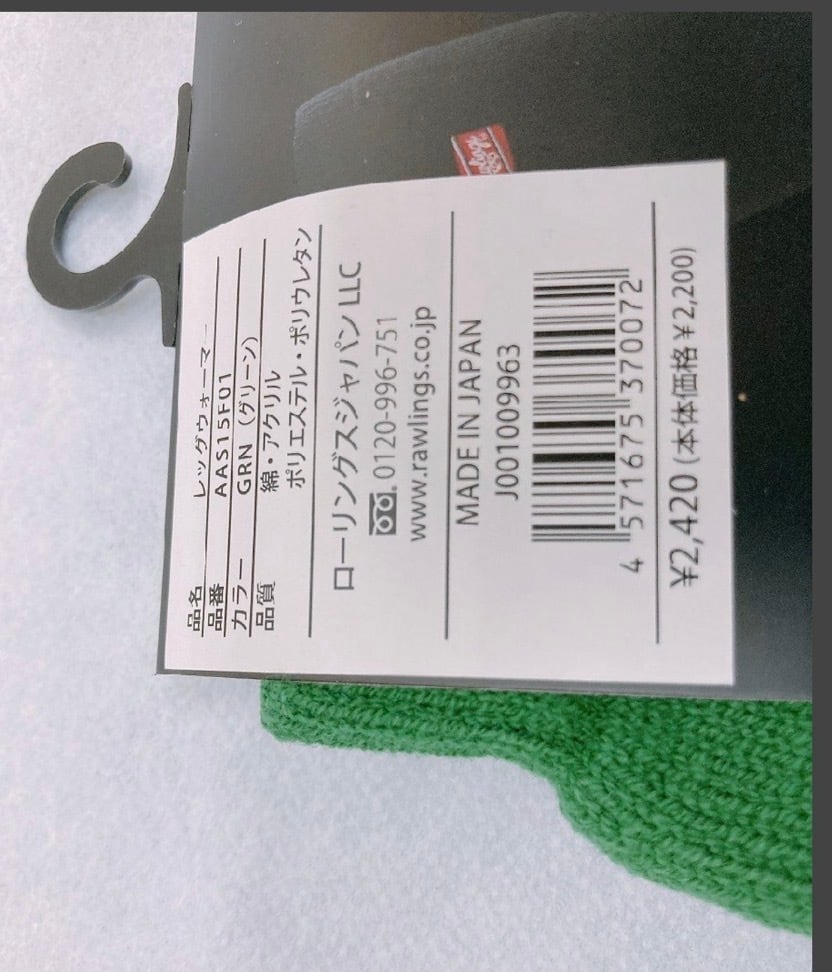 品名 レッグウォーマー
品番 AAS15F01
カラー GRN (グリーン)
品質 綿・アクリル
ポリエステル・ポリウレタン
ローリングスジャパン LLC
0120-996-751
www.rawlings.co.jp
MADE IN JAPAN
J001009963
4 571675 370072
¥2,420 (本体価格 ¥2,200)